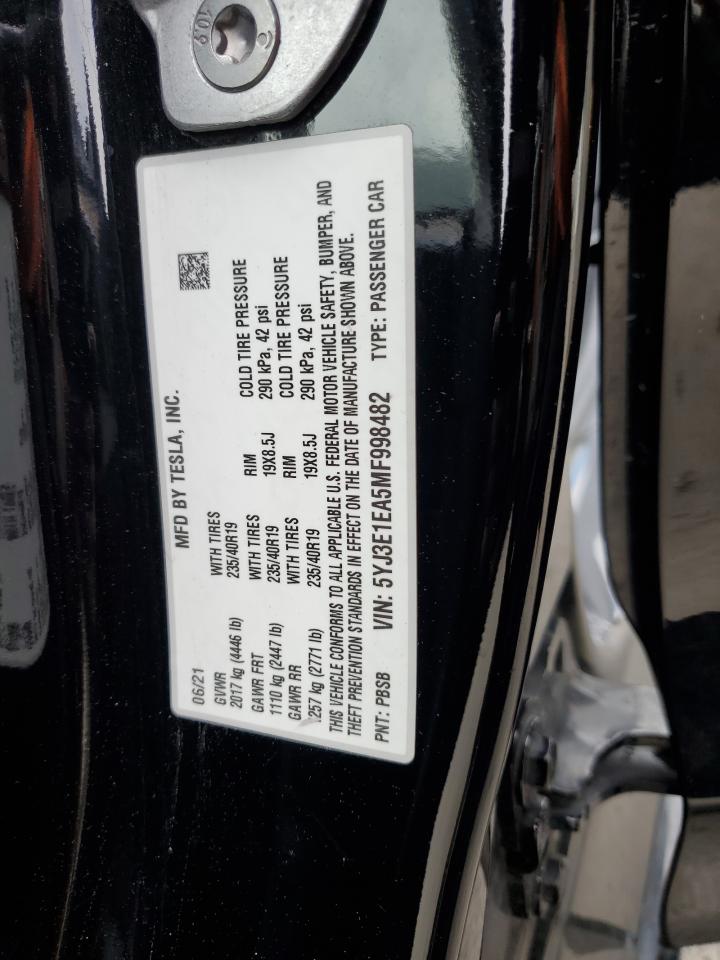 10.9
MFD BY TESLA, INC.
06/21
GVWR WITH TIRES RIM COLD TIRE PRESSURE
2017 kg (4446 lb) 235/40R19 19X8.5J 290 kPa, 42 psi
GAWR FRT WITH TIRES RIM COLD TIRE PRESSURE
1110 kg (2447 lb) 235/40R19 19X8.5J 290 kPa, 42 psi
GAWR RR WITH TIRES
1257 kg (2771 lb) 235/40R19
THIS VEHICLE CONFORMS TO ALL APPLICABLE U.S. FEDERAL MOTOR VEHICLE SAFETY, BUMPER, AND
THEFT PREVENTION STANDARDS IN EFFECT ON THE DATE OF MANUFACTURE SHOWN ABOVE.
PNT: PBSB VIN: 5YJ3E1EA5MF998482 TYPE: PASSENGER CAR